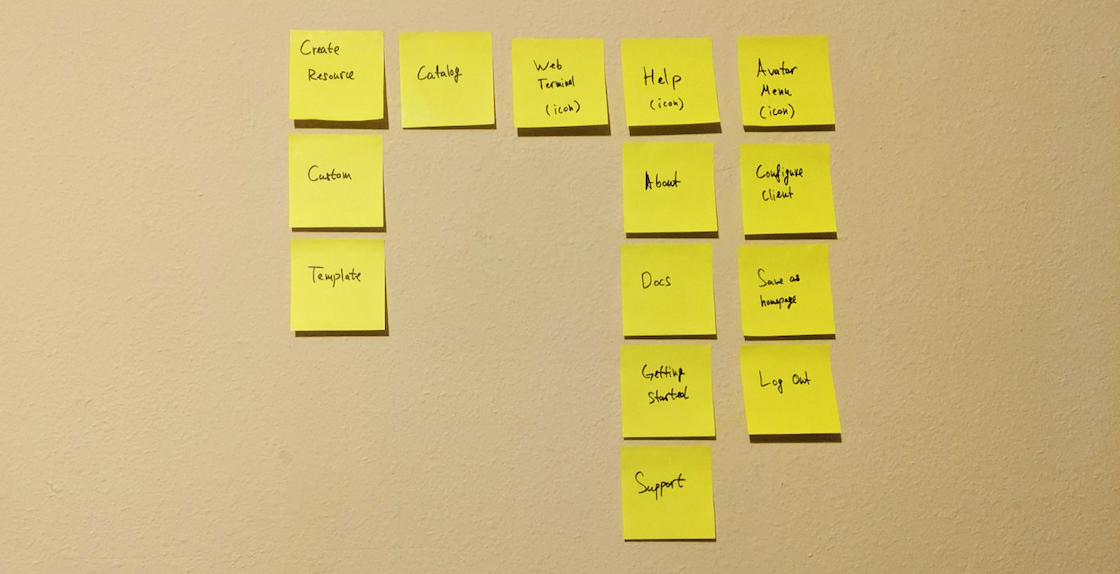 Create
Resource
Catalog
Web
Terminal
(icon)
Help
(icon)
Avatar
Menu
(icon)
Custom
About
Configure
Client
Template
Docs
Save as
homepage
Getting
Started
Log Out
Support